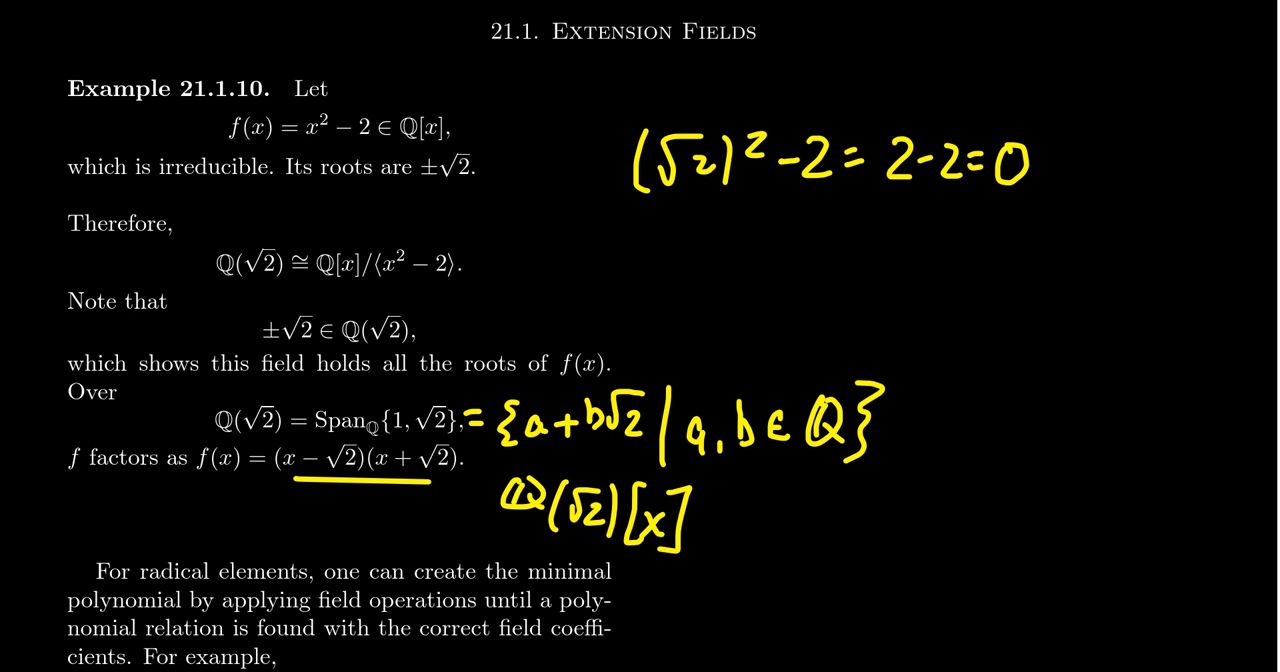 21.1. Extension Fields
Example 21.1.10. Let
f(x) = x² − 2 ∈ ℚ[x],
(√2)² − 2 = 2 − 2 = 0
which is irreducible. Its roots are ±√2.
Therefore,
ℚ(√2) ≅ ℚ[x]/⟨x² − 2⟩.
Note that
±√2 ∈ ℚ(√2),
which shows this field holds all the roots of f(x).
Over
ℚ(√2) = Span_ℚ{1, √2}, = {a + b√2 | a, b ∈ ℚ}
f factors as f(x) = (x − √2)(x + √2).
ℚ(√2)[x]
For radical elements, one can create the minimal
polynomial by applying field operations until a poly-
nomial relation is found with the correct field coeffi-
cients. For example,